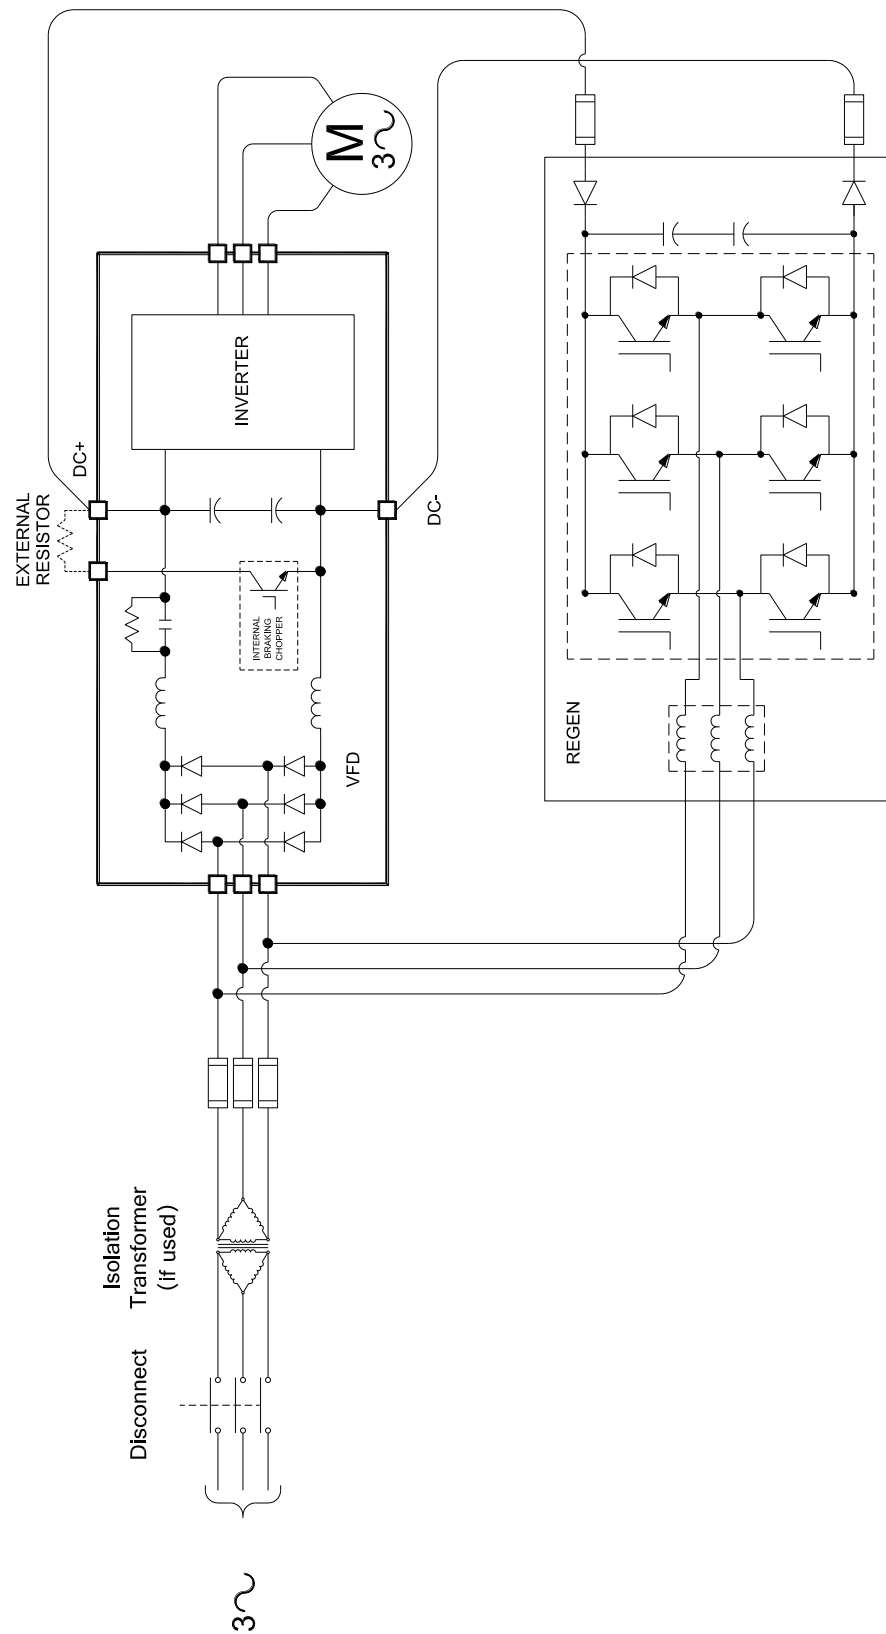 3
Disconnect
Isolation
Transformer
(if used)
VFD
INTERNAL
BRAKING
CHOPPER
EXTERNAL
RESISTOR
DC+
DC-
INVERTER
M
3
REGEN